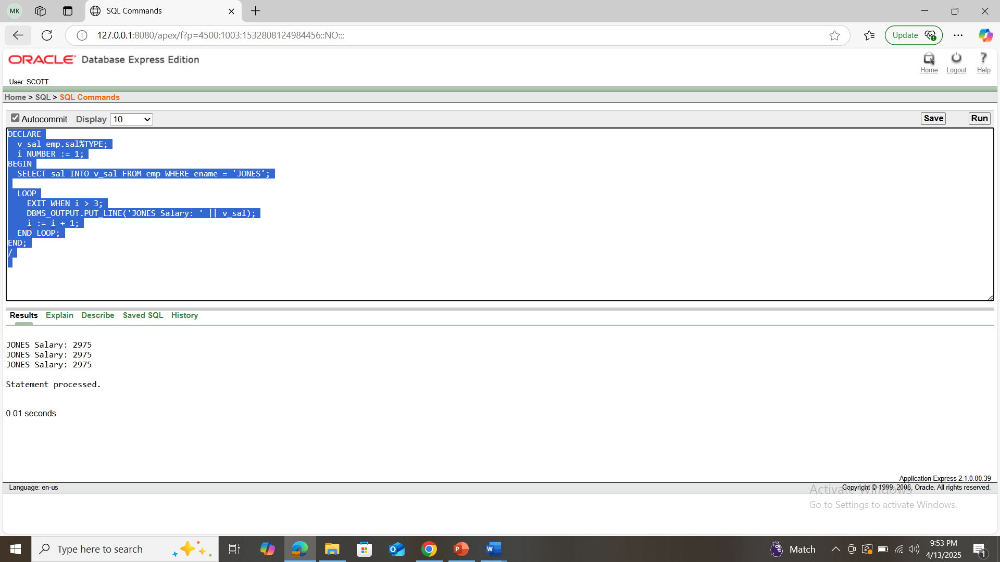 MK
SQL Commands
127.0.0.1:8080/apex/f?p=4500:1003:1532808124984456::NO:::
Update
ORACLE Database Express Edition
Home Logout Help
User: SCOTT
Home > SQL > SQL Commands
Autocommit Display 10 Save Run
DECLARE
  v_sal emp.sal%TYPE;
  i NUMBER := 1;
BEGIN
  SELECT sal INTO v_sal FROM emp WHERE ename = 'JONES';
  LOOP
    EXIT WHEN i > 3;
    DBMS_OUTPUT.PUT_LINE('JONES Salary: ' || v_sal);
    i := i + 1;
  END LOOP;
END;
/
Results Explain Describe Saved SQL History
JONES Salary: 2975
JONES Salary: 2975
JONES Salary: 2975
Statement processed.
0.01 seconds
Application Express 2.1.0.00.39
Language: en-us Copyright © 1999, 2006, Oracle. All rights reserved.
Activate Windows
Go to Settings to activate Windows.
Type here to search
Match
9:53 PM
4/13/2025
1